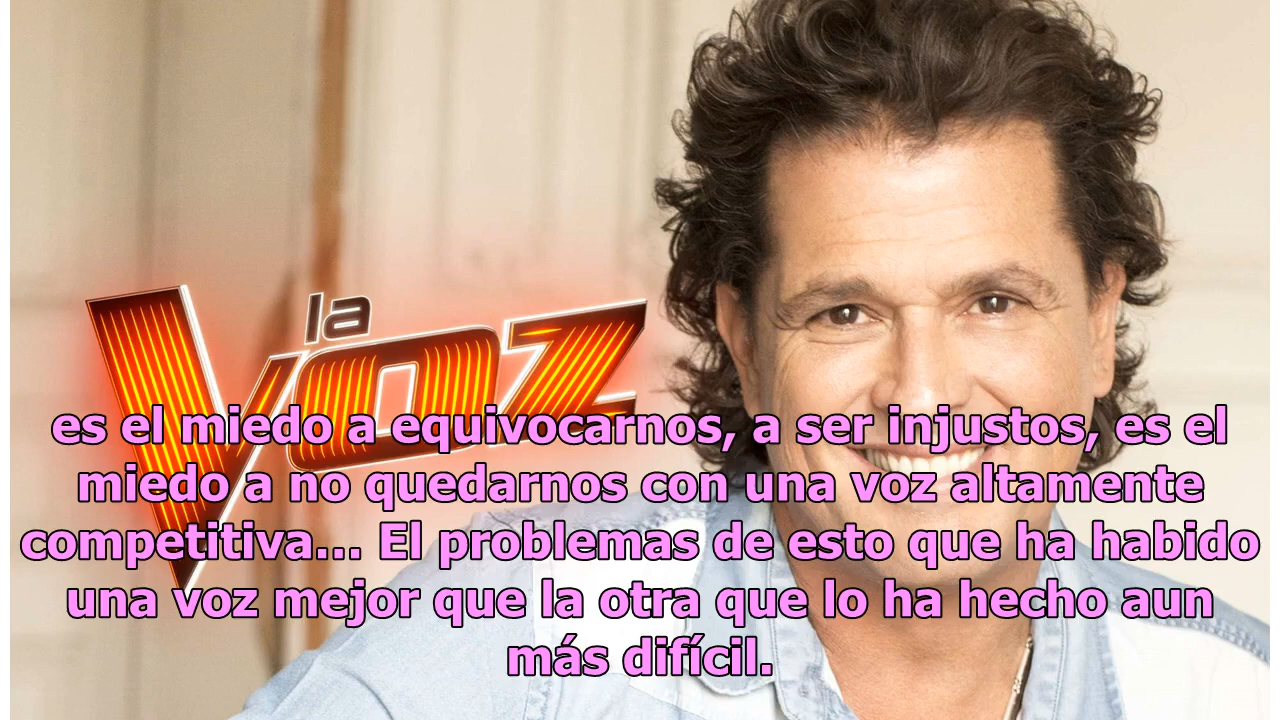 la
Voz
es el miedo a equivocarnos, a ser injustos, es el
miedo a no quedarnos con una voz altamente
competitiva... El problemas de esto que ha habido
una voz mejor que la otra que lo ha hecho aun
más difícil.